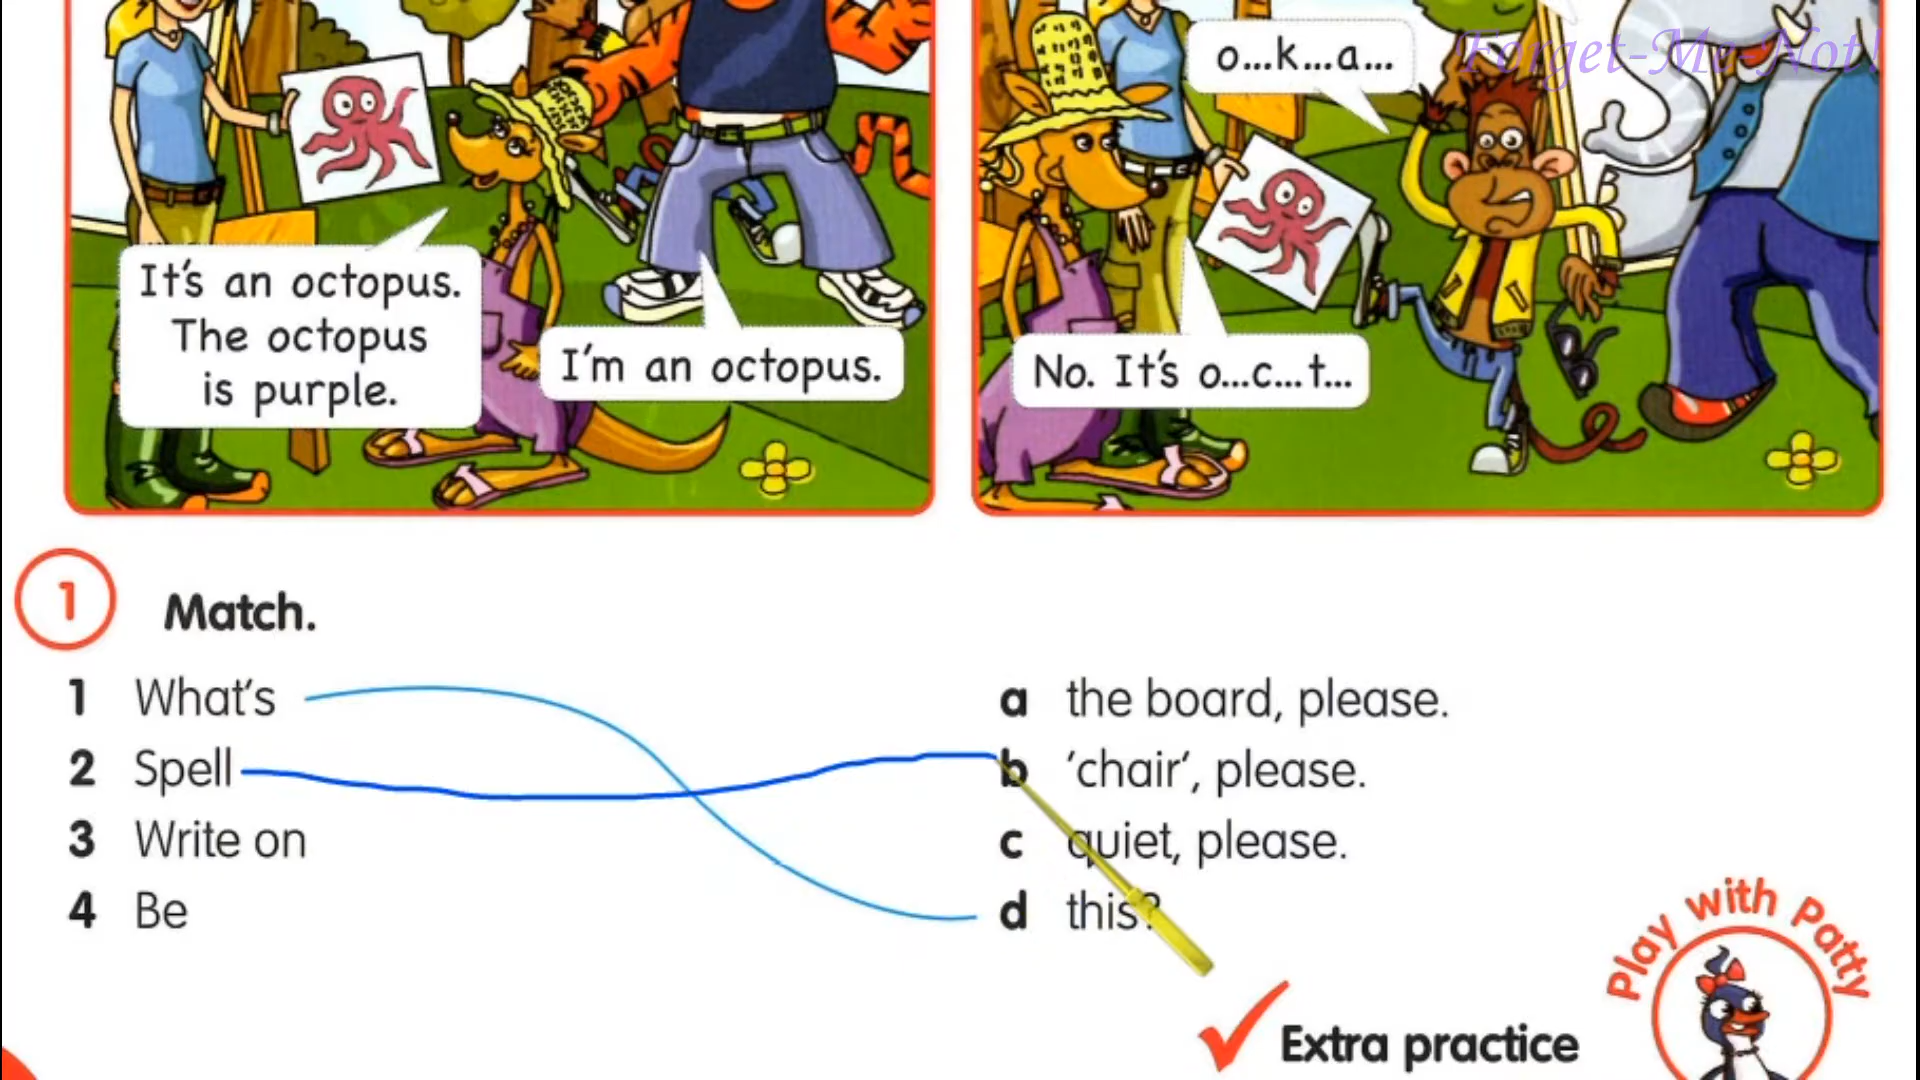 Forget-Me-Not!
o...k...a...
It's an octopus.
The octopus
is purple.
I'm an octopus.
No. It's o...c...t...
1 Match.
1 What's
2 Spell
3 Write on
4 Be
a the board, please.
b 'chair', please.
c quiet, please.
d this?
Play with Patty
Extra practice